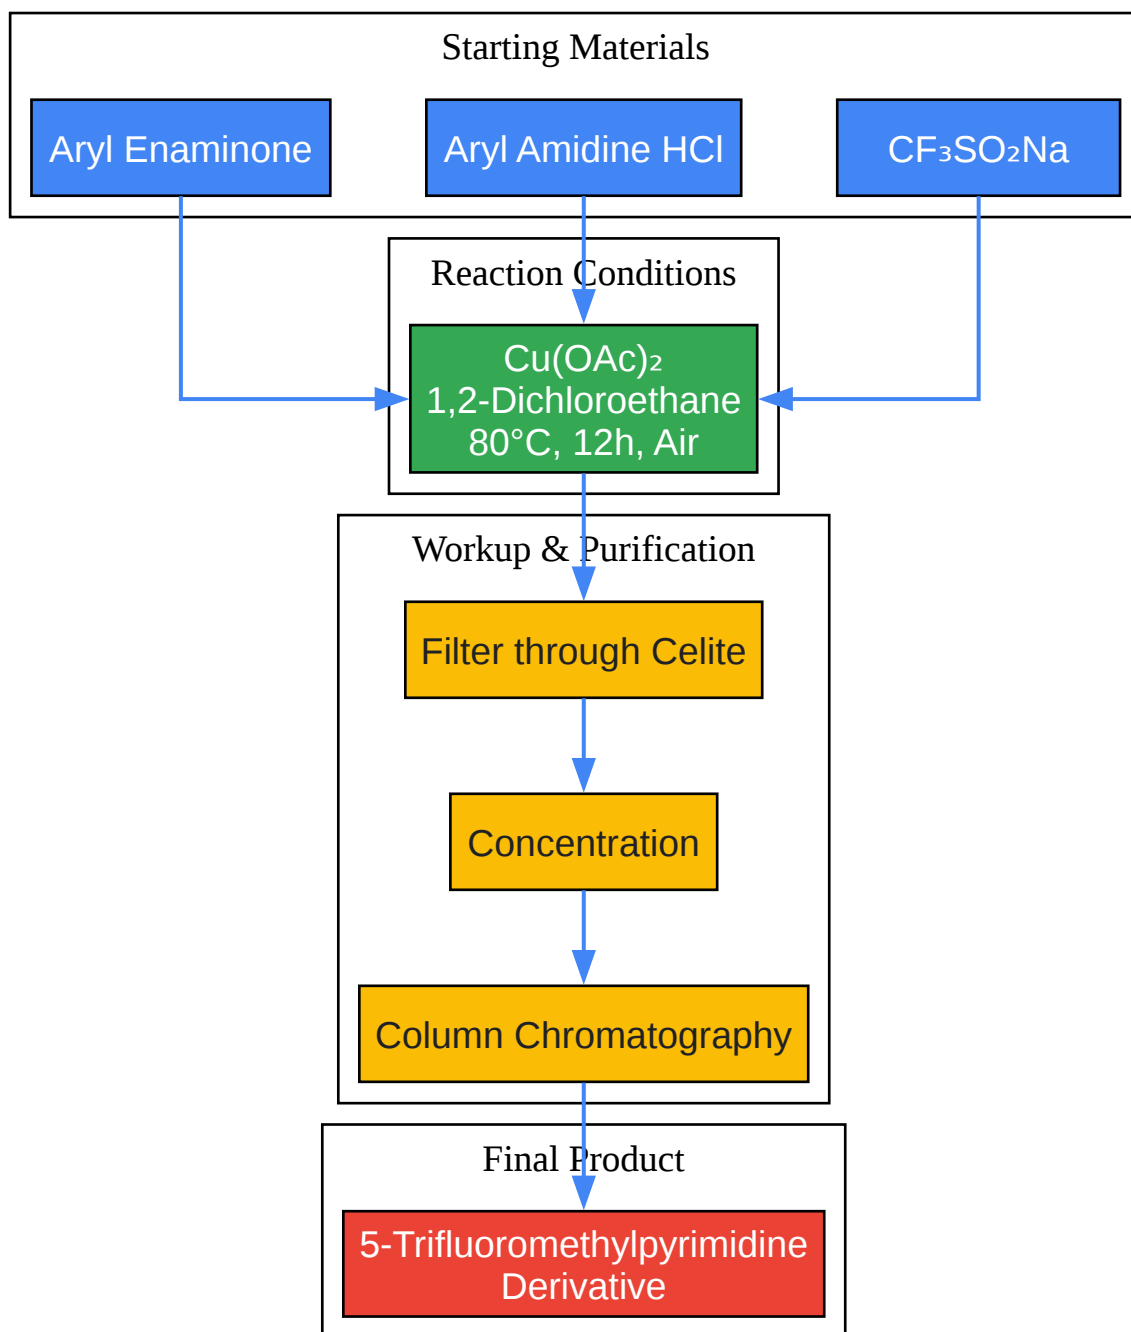 Starting Materials
Aryl Enaminone
Aryl Amidine HCl
CF₃SO₂Na
Reaction Conditions
Cu(OAc)₂
1,2-Dichloroethane
80°C, 12h, Air
Workup & Purification
Filter through Celite
Concentration
Column Chromatography
Final Product
5-Trifluoromethylpyrimidine
Derivative